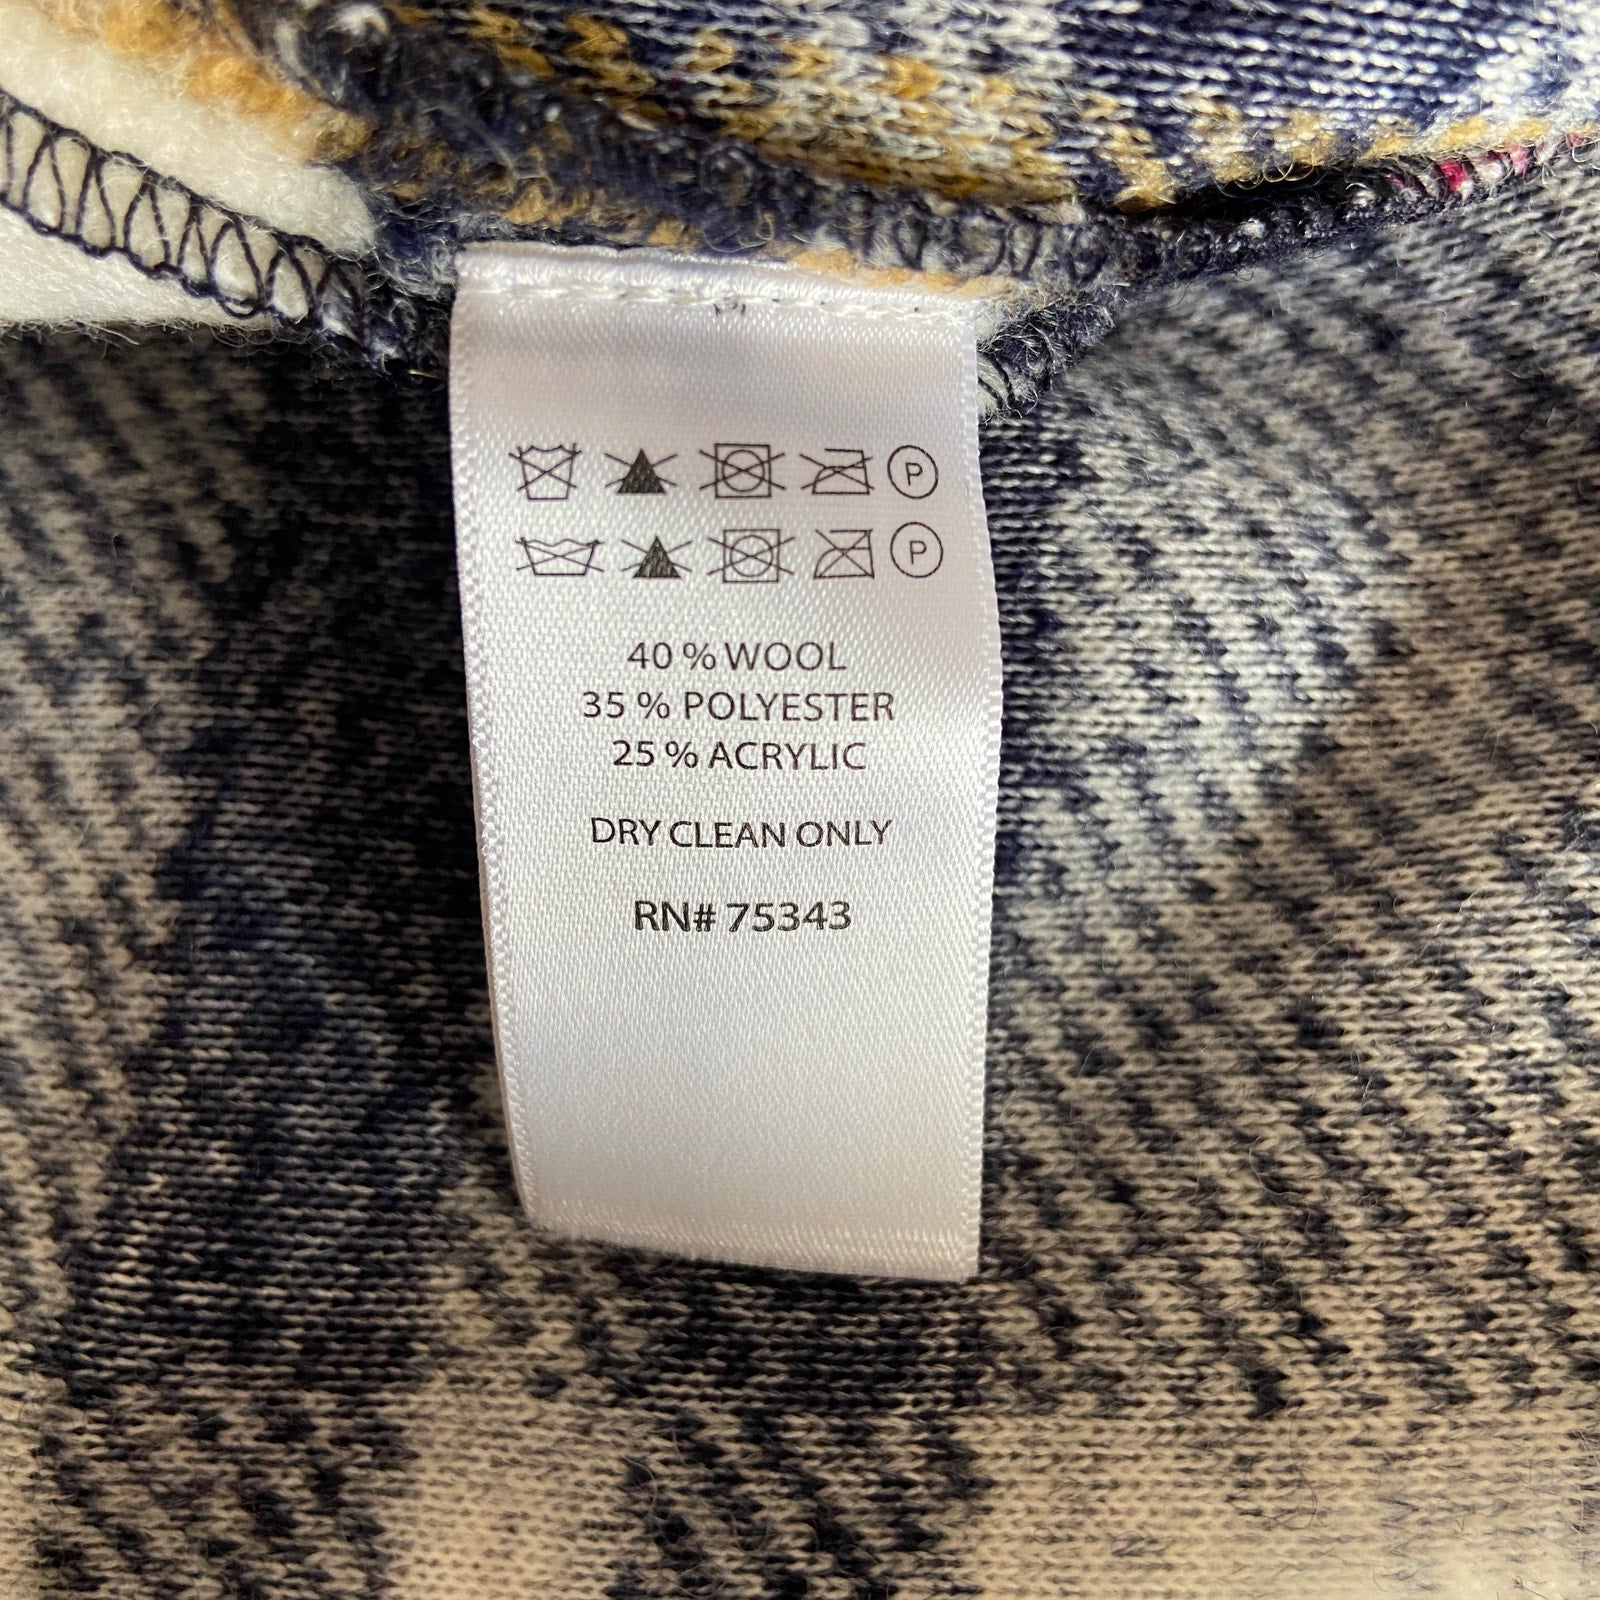 P
P
40 % WOOL
35 % POLYESTER
25 % ACRYLIC
DRY CLEAN ONLY
RN# 75343